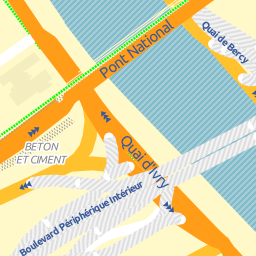 Quai de Bercy
Pont National
BETON
ET CIMENT
Quai d'Ivry
Boulevard Périphérique Intérieur